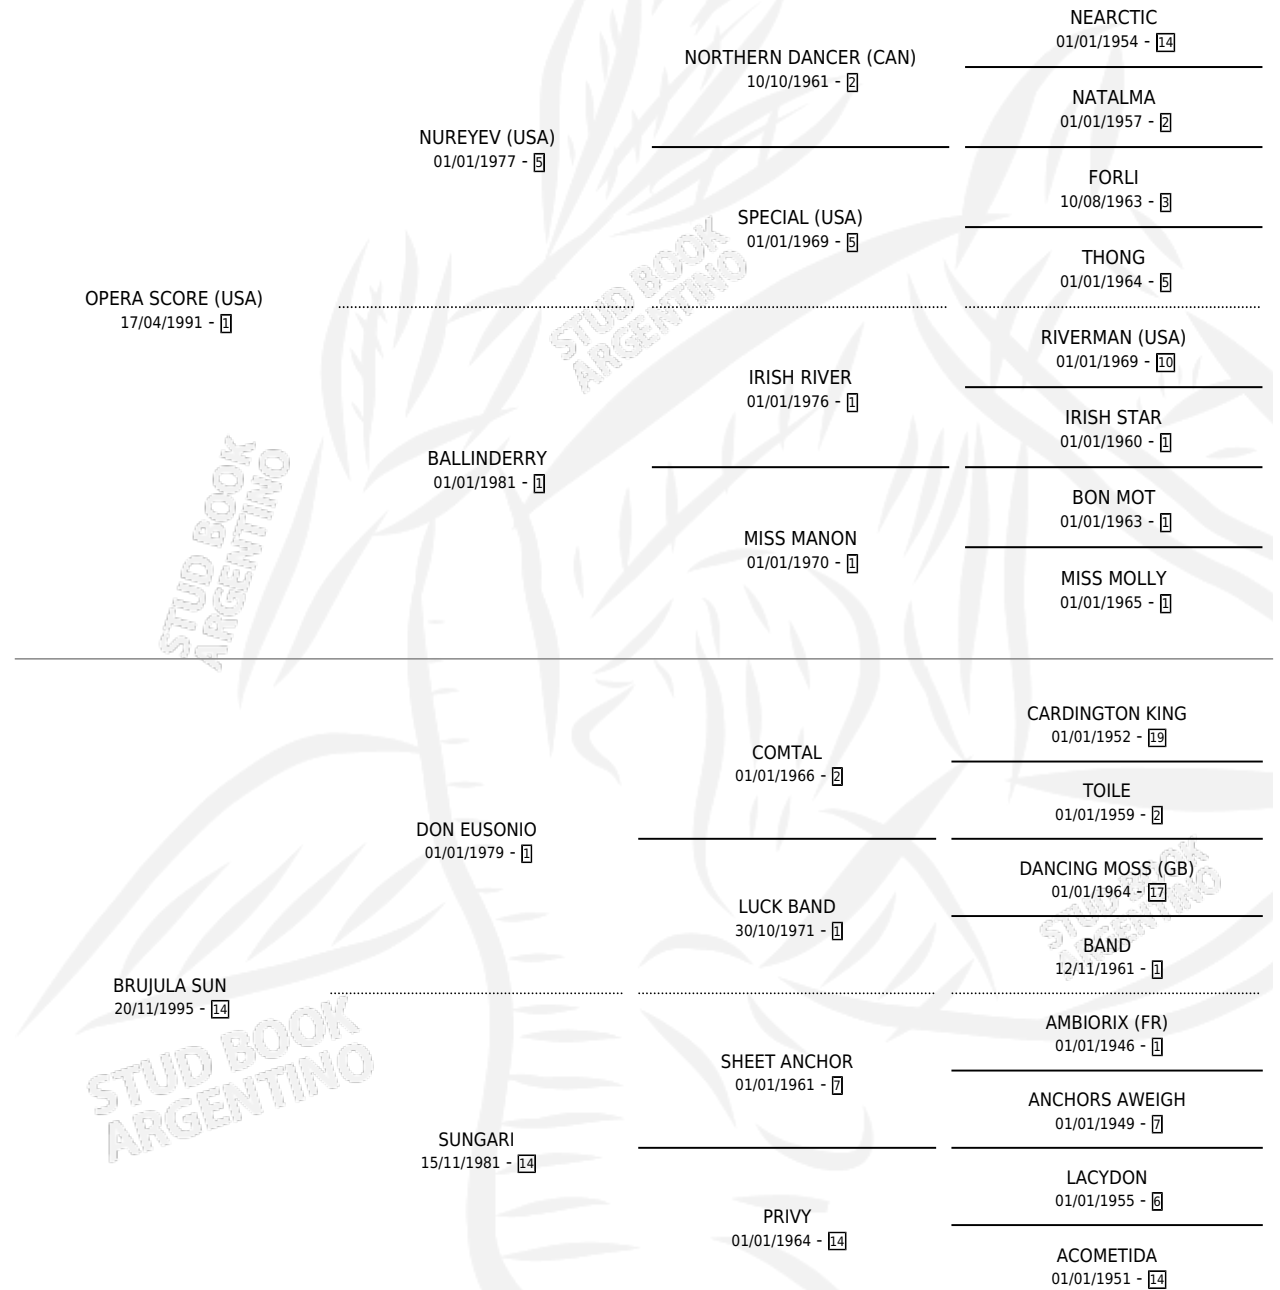 NEARCTIC
01/01/1954 - 14
NORTHERN DANCER (CAN)
10/10/1961 - 2
NATALMA
01/01/1957 - 2
NUREYEV (USA)
01/01/1977 - 5
FORLI
10/08/1963 - 3
SPECIAL (USA)
01/01/1969 - 5
THONG
01/01/1964 - 5
OPERA SCORE (USA)
17/04/1991 - 1
RIVERMAN (USA)
01/01/1969 - 10
IRISH RIVER
01/01/1976 - 1
IRISH STAR
01/01/1960 - 1
BALLINDERRY
01/01/1981 - 1
BON MOT
01/01/1963 - 1
MISS MANON
01/01/1970 - 1
MISS MOLLY
01/01/1965 - 1
STUD BOOK
ARGENTINO
STUD BOOK
ARGENTINO
CARDINGTON KING
01/01/1952 - 19
COMTAL
01/01/1966 - 2
TOILE
01/01/1959 - 2
DON EUSONIO
01/01/1979 - 1
DANCING MOSS (GB)
01/01/1964 - 17
LUCK BAND
30/10/1971 - 1
BAND
12/11/1961 - 1
STUD BOOK
ARGENTINO
BRUJULA SUN
20/11/1995 - 14
AMBIORIX (FR)
01/01/1946 - 1
SHEET ANCHOR
01/01/1961 - 7
ANCHORS AWEIGH
01/01/1949 - 7
STUD BOOK
ARGENTINO
SUNGARI
15/11/1981 - 14
LACYDON
01/01/1955 - 6
PRIVY
01/01/1964 - 14
ACOMETIDA
01/01/1951 - 14